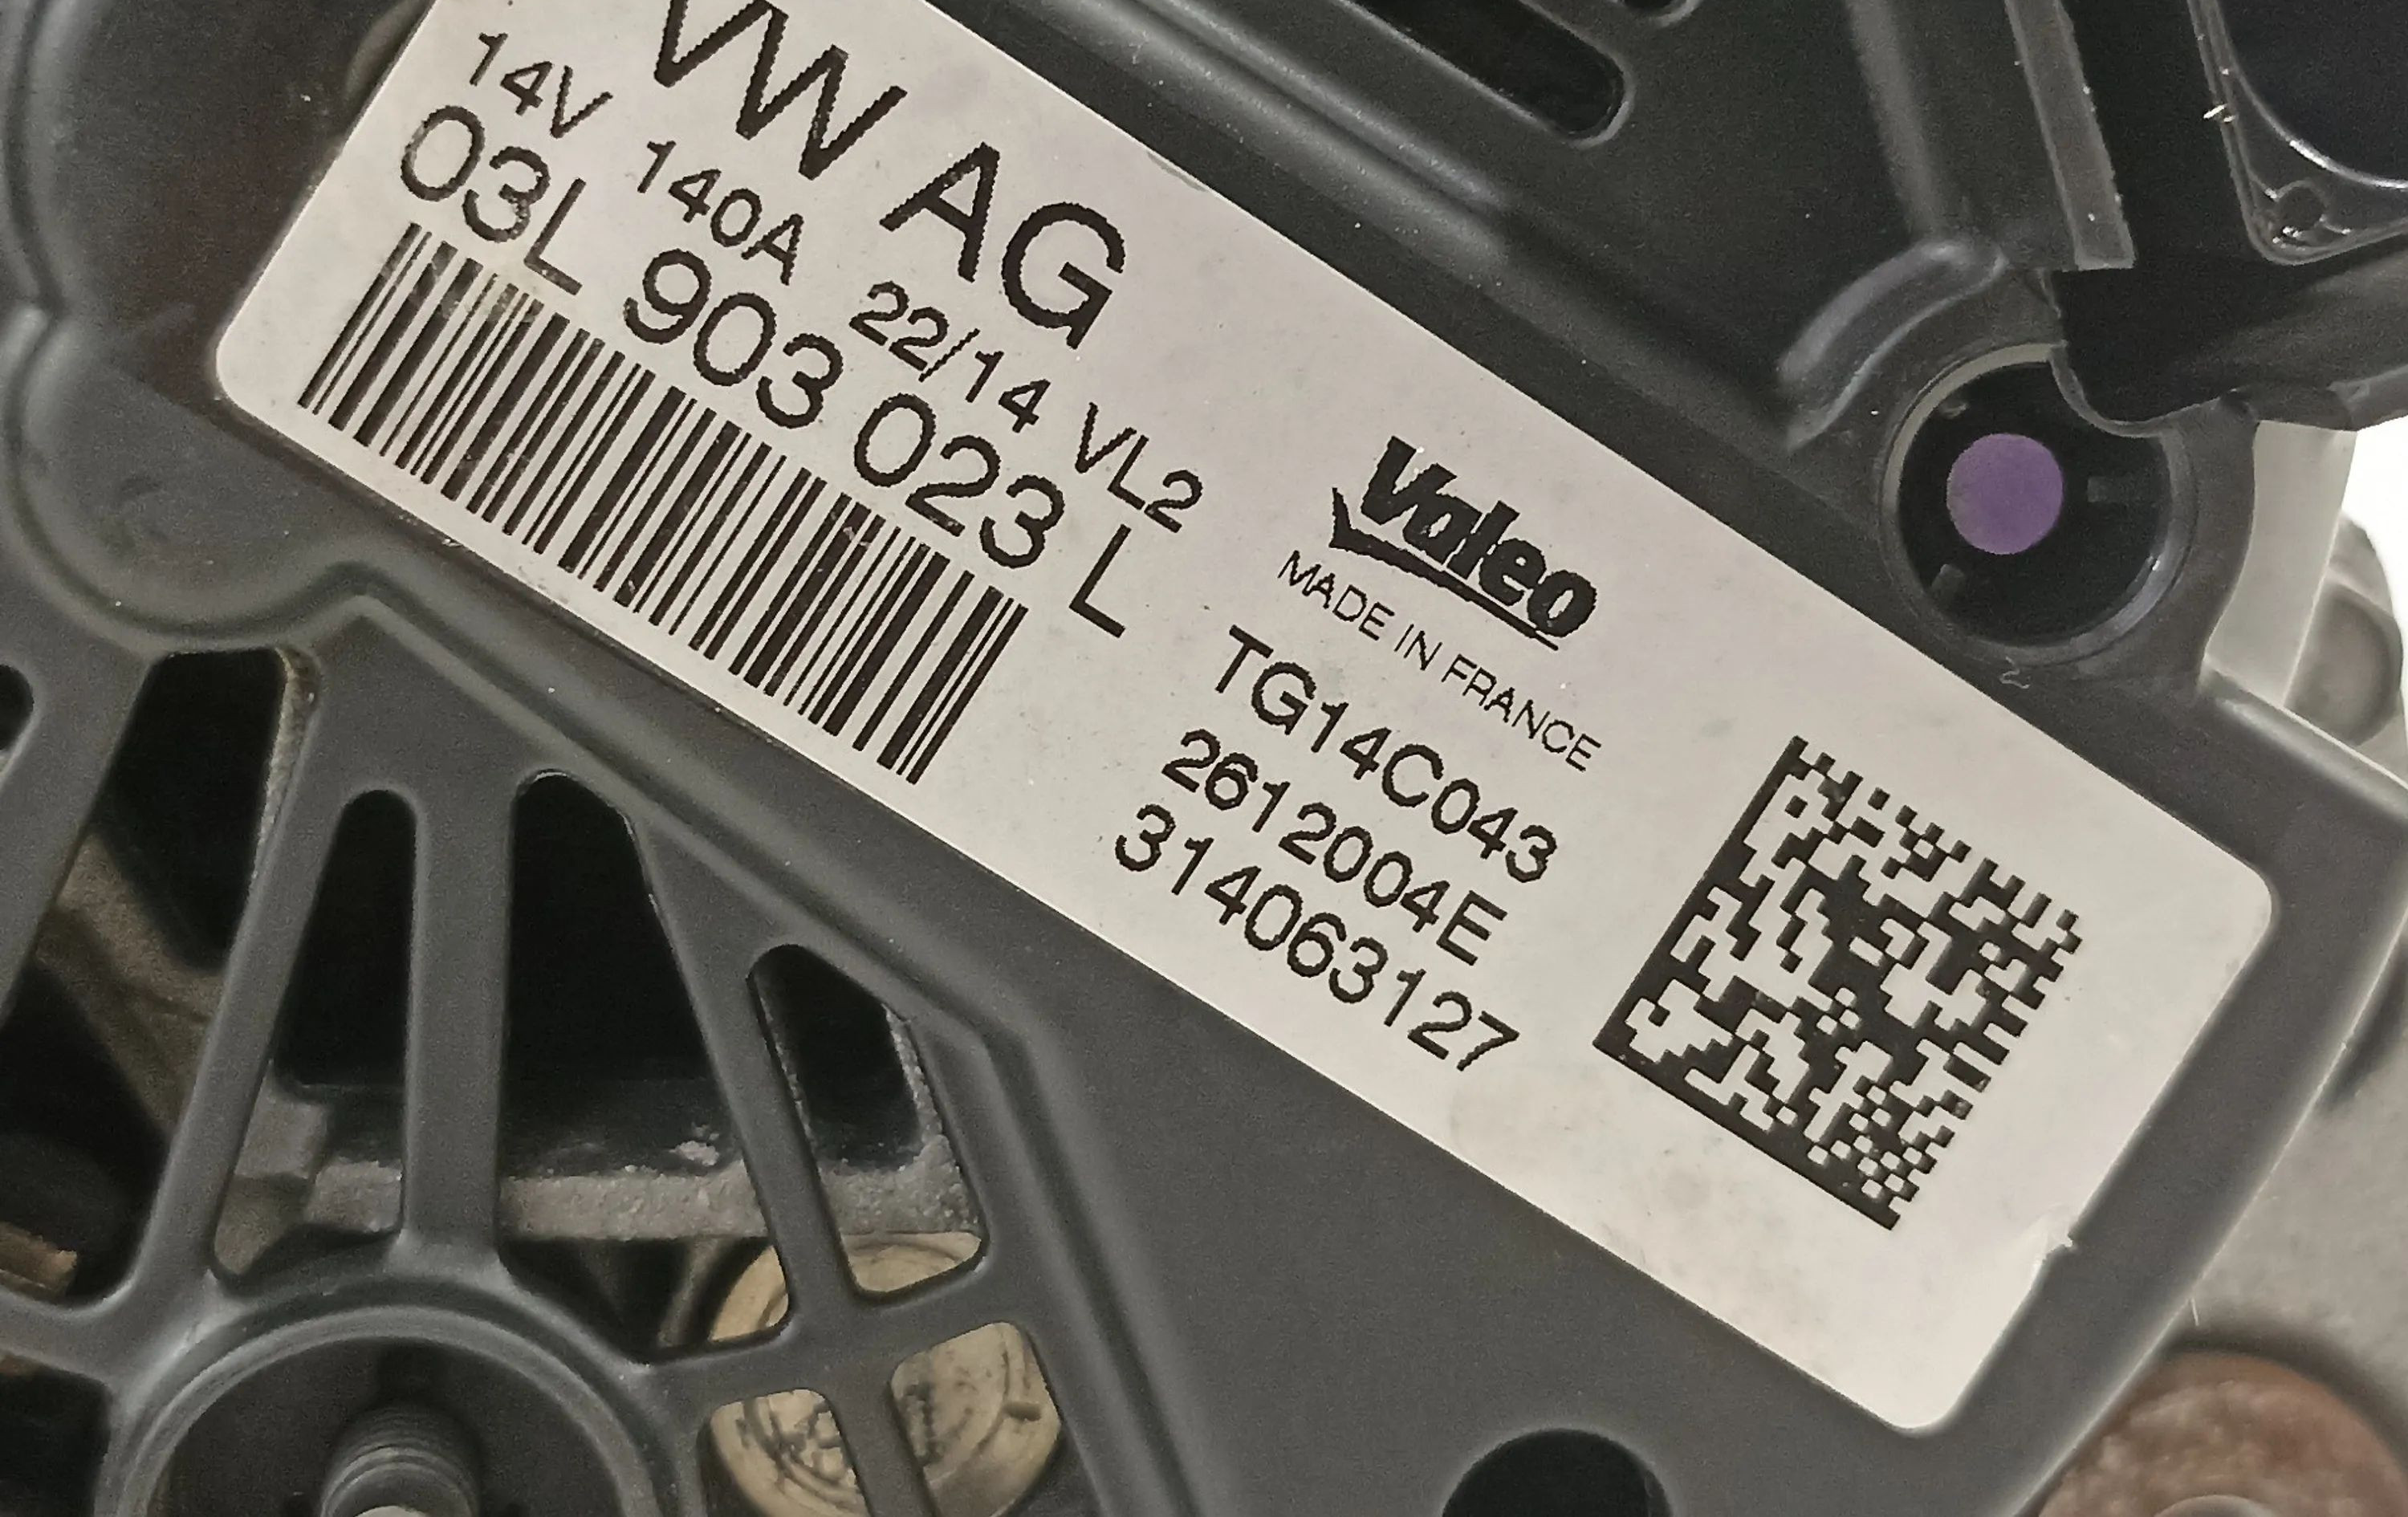 VW AG
14V 140A 22/14 VL2
03L 903 023 L
Valeo
MADE IN FRANCE
TG14C043
2612004E
314063127